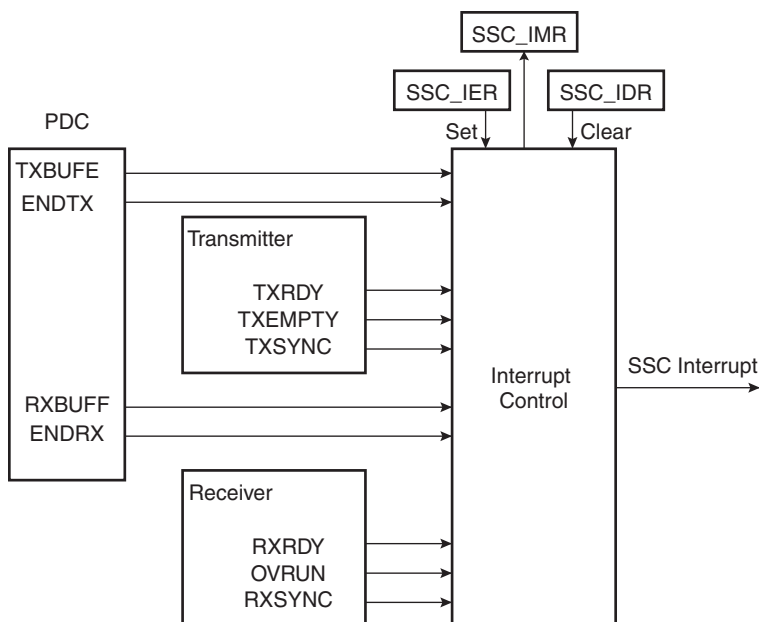 SSC_IMR
SSC_IER
SSC_IDR
PDC
Set
Clear
TXBUFE
ENDTX
Transmitter
TXRDY
TXEMPTY
TXSYNC
RXBUFF
ENDRX
Interrupt
Control
SSC Interrupt
Receiver
RXRDY
OVRUN
RXSYNC